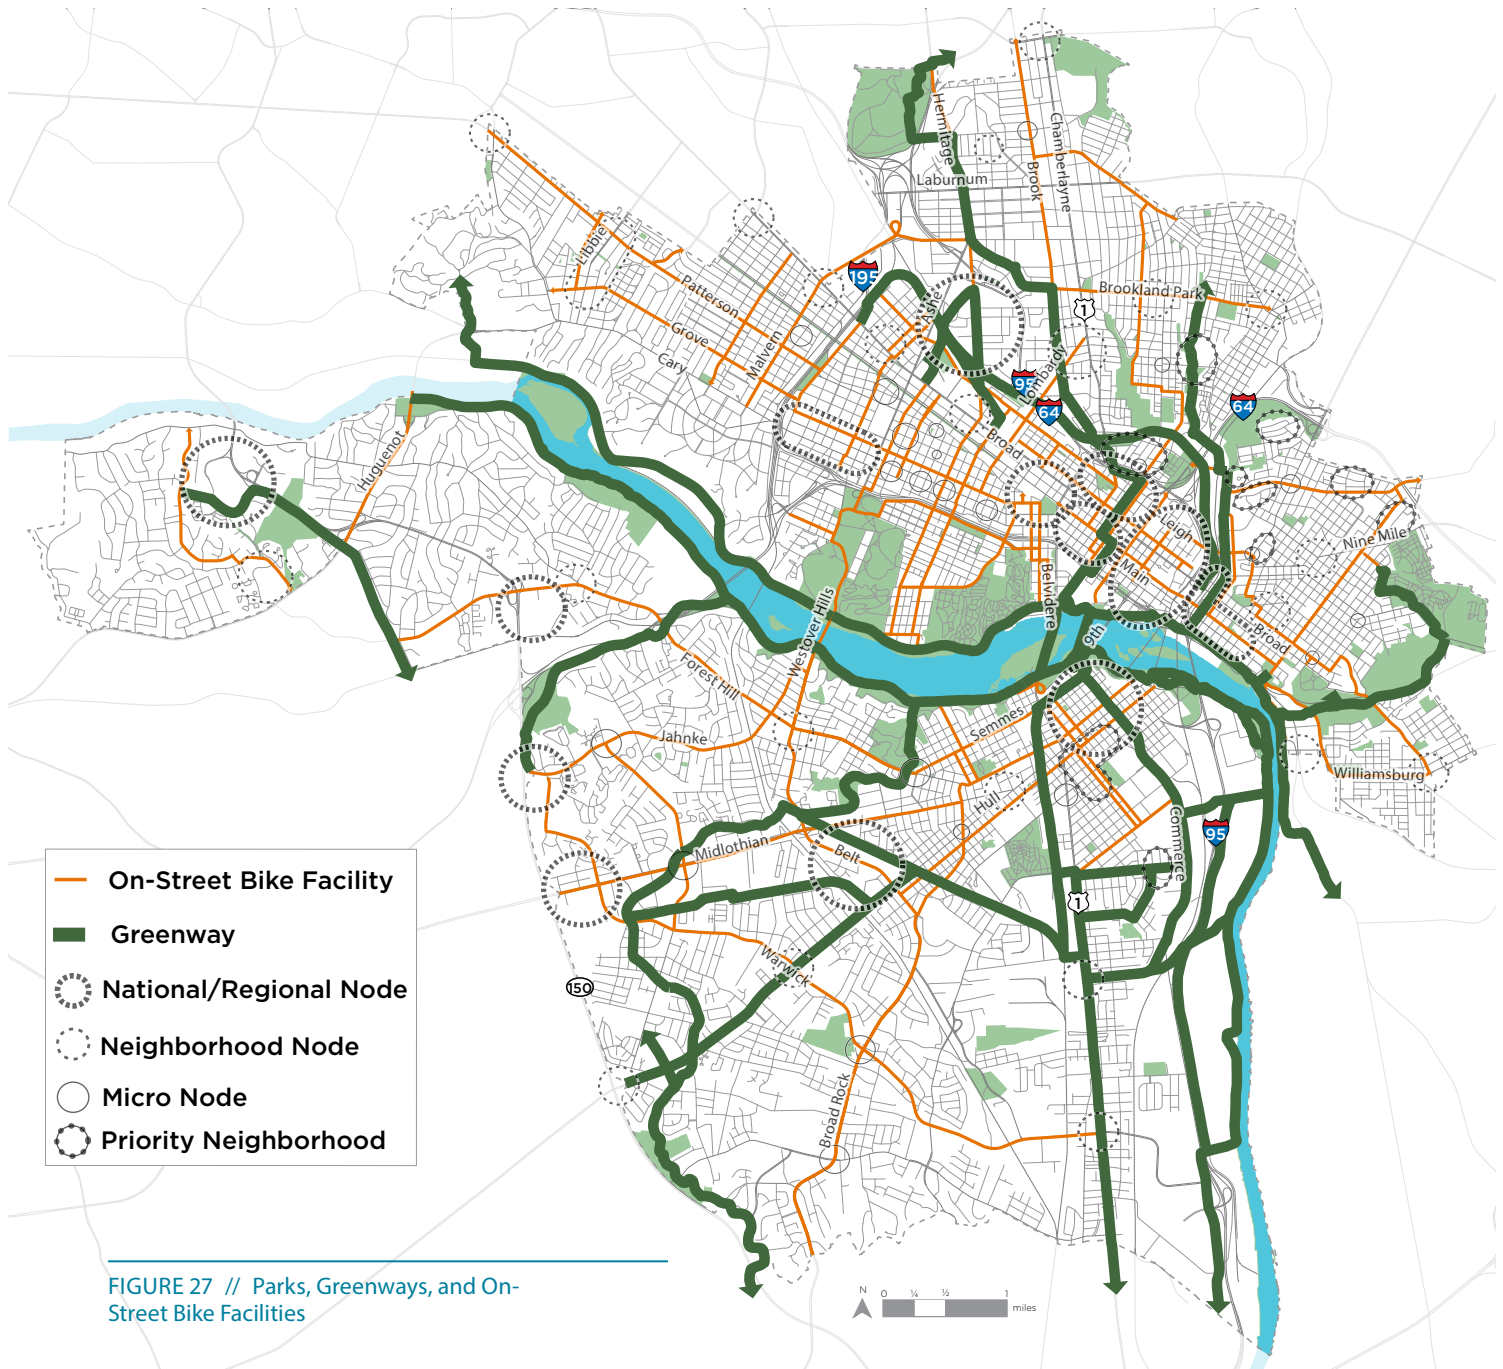 Hermitage
Chamberlayne
Brook
Laburnum
Libbie
195
Patterson
Ashe
1
Brookland Park
Grove
Malvern
Cary
Lombardy
95
64
64
Huguenot
Broad
Leigh
Nine Mile
Main
Belvidere
Westover Hills
9th
Broad
Forest Hill
Semmes
Jahnke
Williamsburg
Hull
Commerce
95
Midlothian
Belt
1
Warwick
150
Broad Rock
On-Street Bike Facility
Greenway
National/Regional Node
Neighborhood Node
Micro Node
Priority Neighborhood
FIGURE 27 // Parks, Greenways, and On-
Street Bike Facilities
N
0 ¼ ½ 1
miles